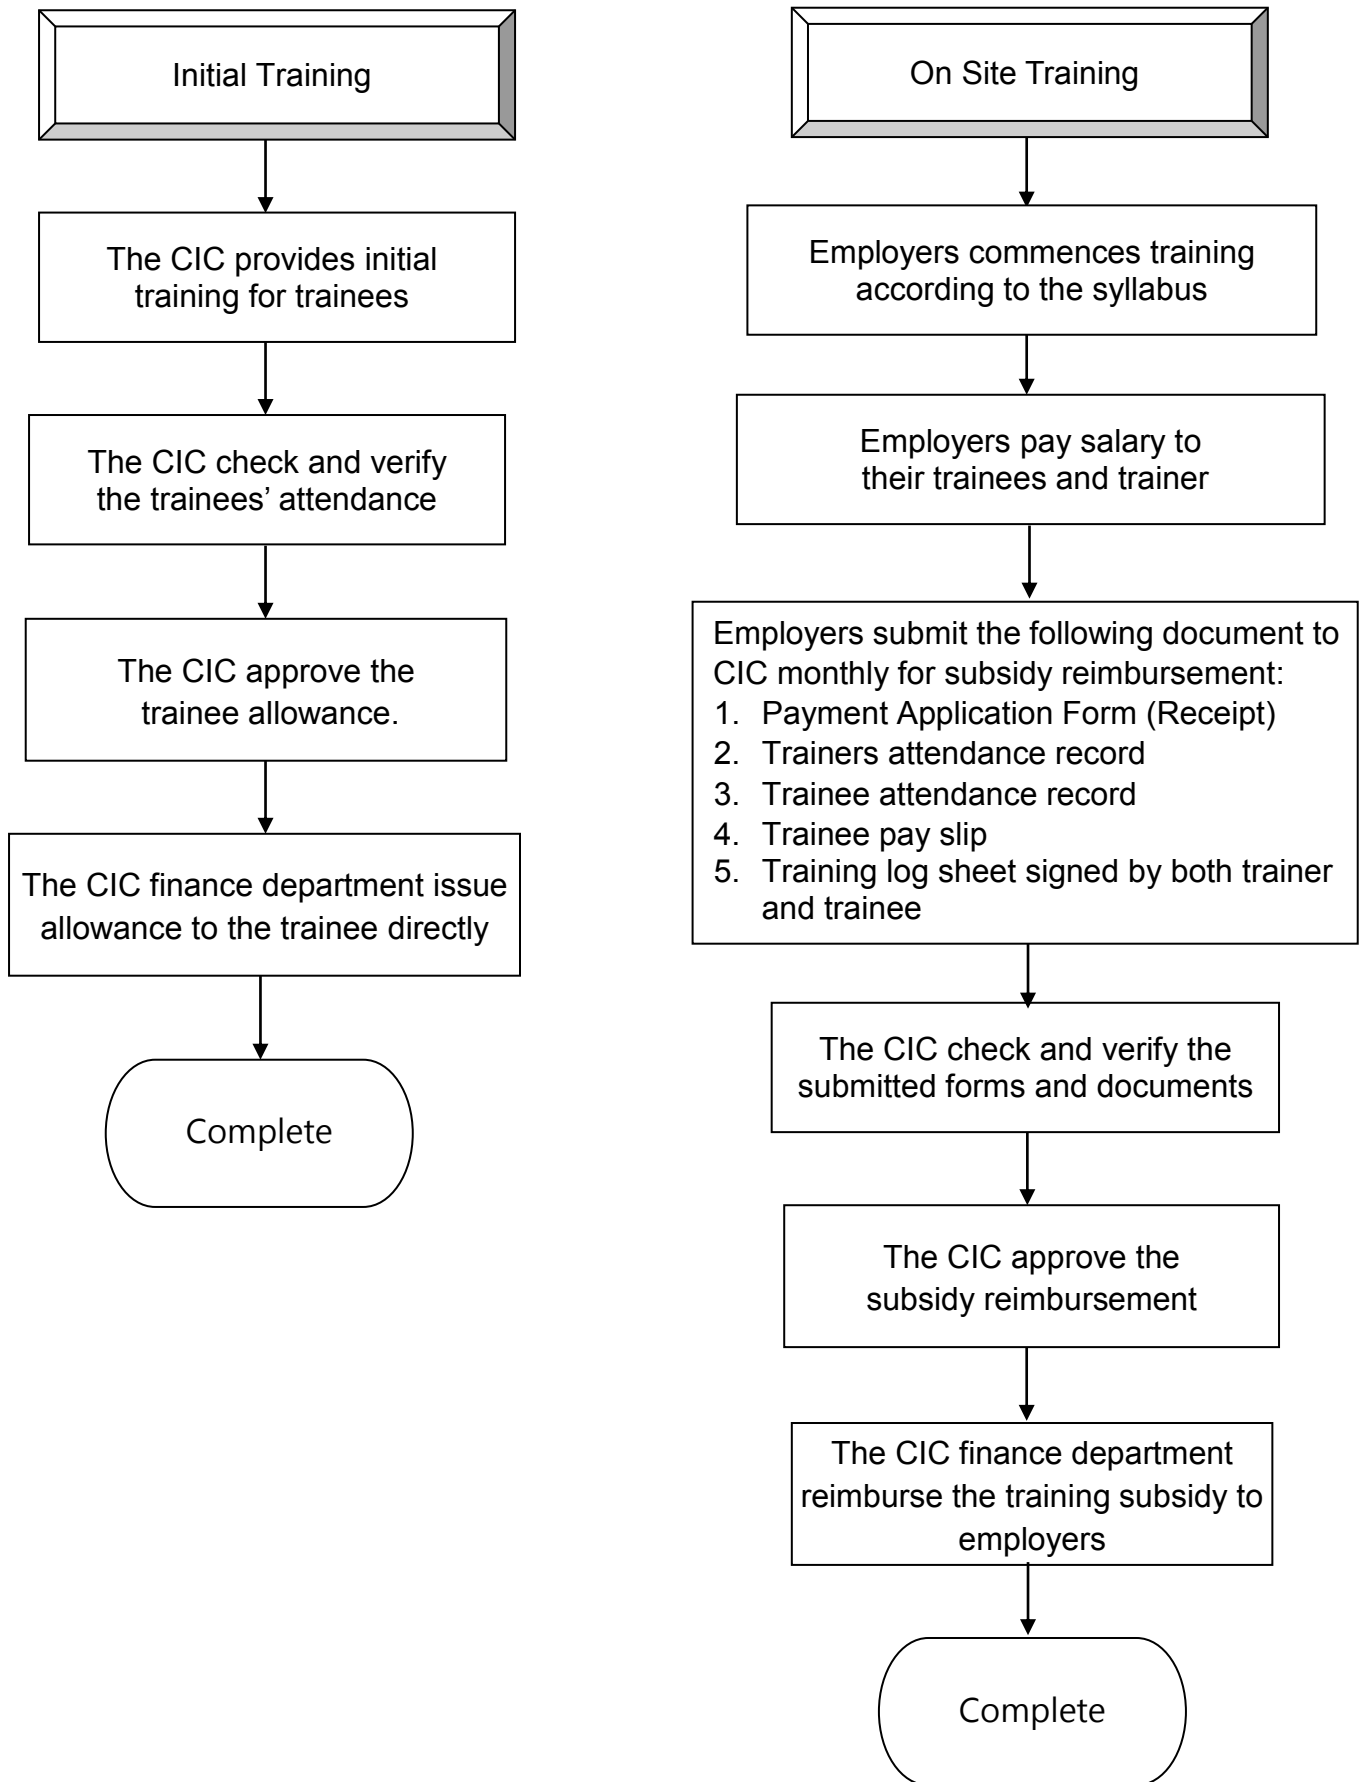 Initial Training
The CIC provides initial
training for trainees
The CIC check and verify
the trainees’ attendance
The CIC approve the
trainee allowance.
The CIC finance department issue
allowance to the trainee directly
Complete
On Site Training
Employers commences training
according to the syllabus
Employers pay salary to
their trainees and trainer
Employers submit the following document to
CIC monthly for subsidy reimbursement:
1. Payment Application Form (Receipt)
2. Trainers attendance record
3. Trainee attendance record
4. Trainee pay slip
5. Training log sheet signed by both trainer
and trainee
The CIC check and verify the
submitted forms and documents
The CIC approve the
subsidy reimbursement
The CIC finance department
reimburse the training subsidy to
employers
Complete